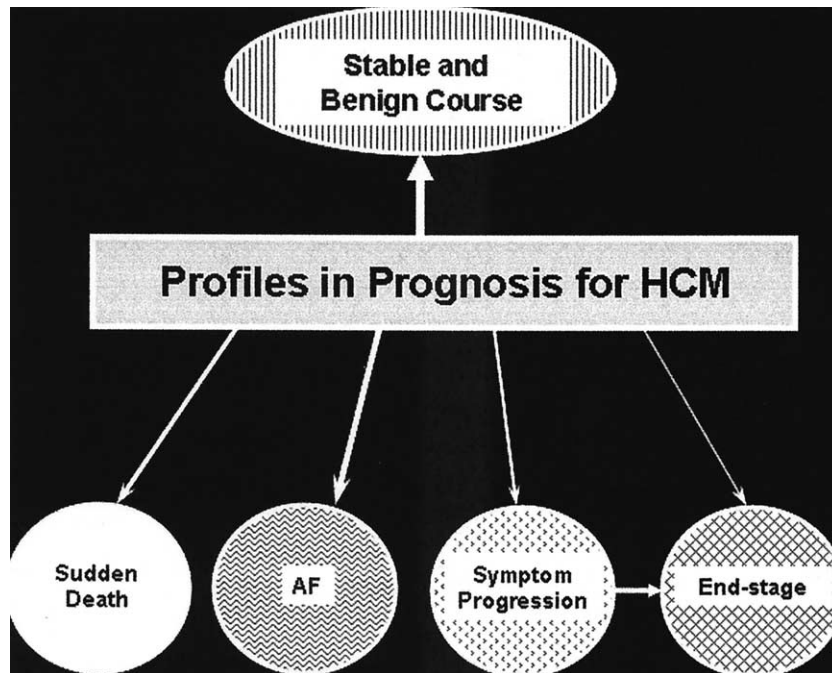 Stable and
Benign Course
Profiles in Prognosis for HCM
Sudden
Death
AF
Symptom
Progression
End-stage